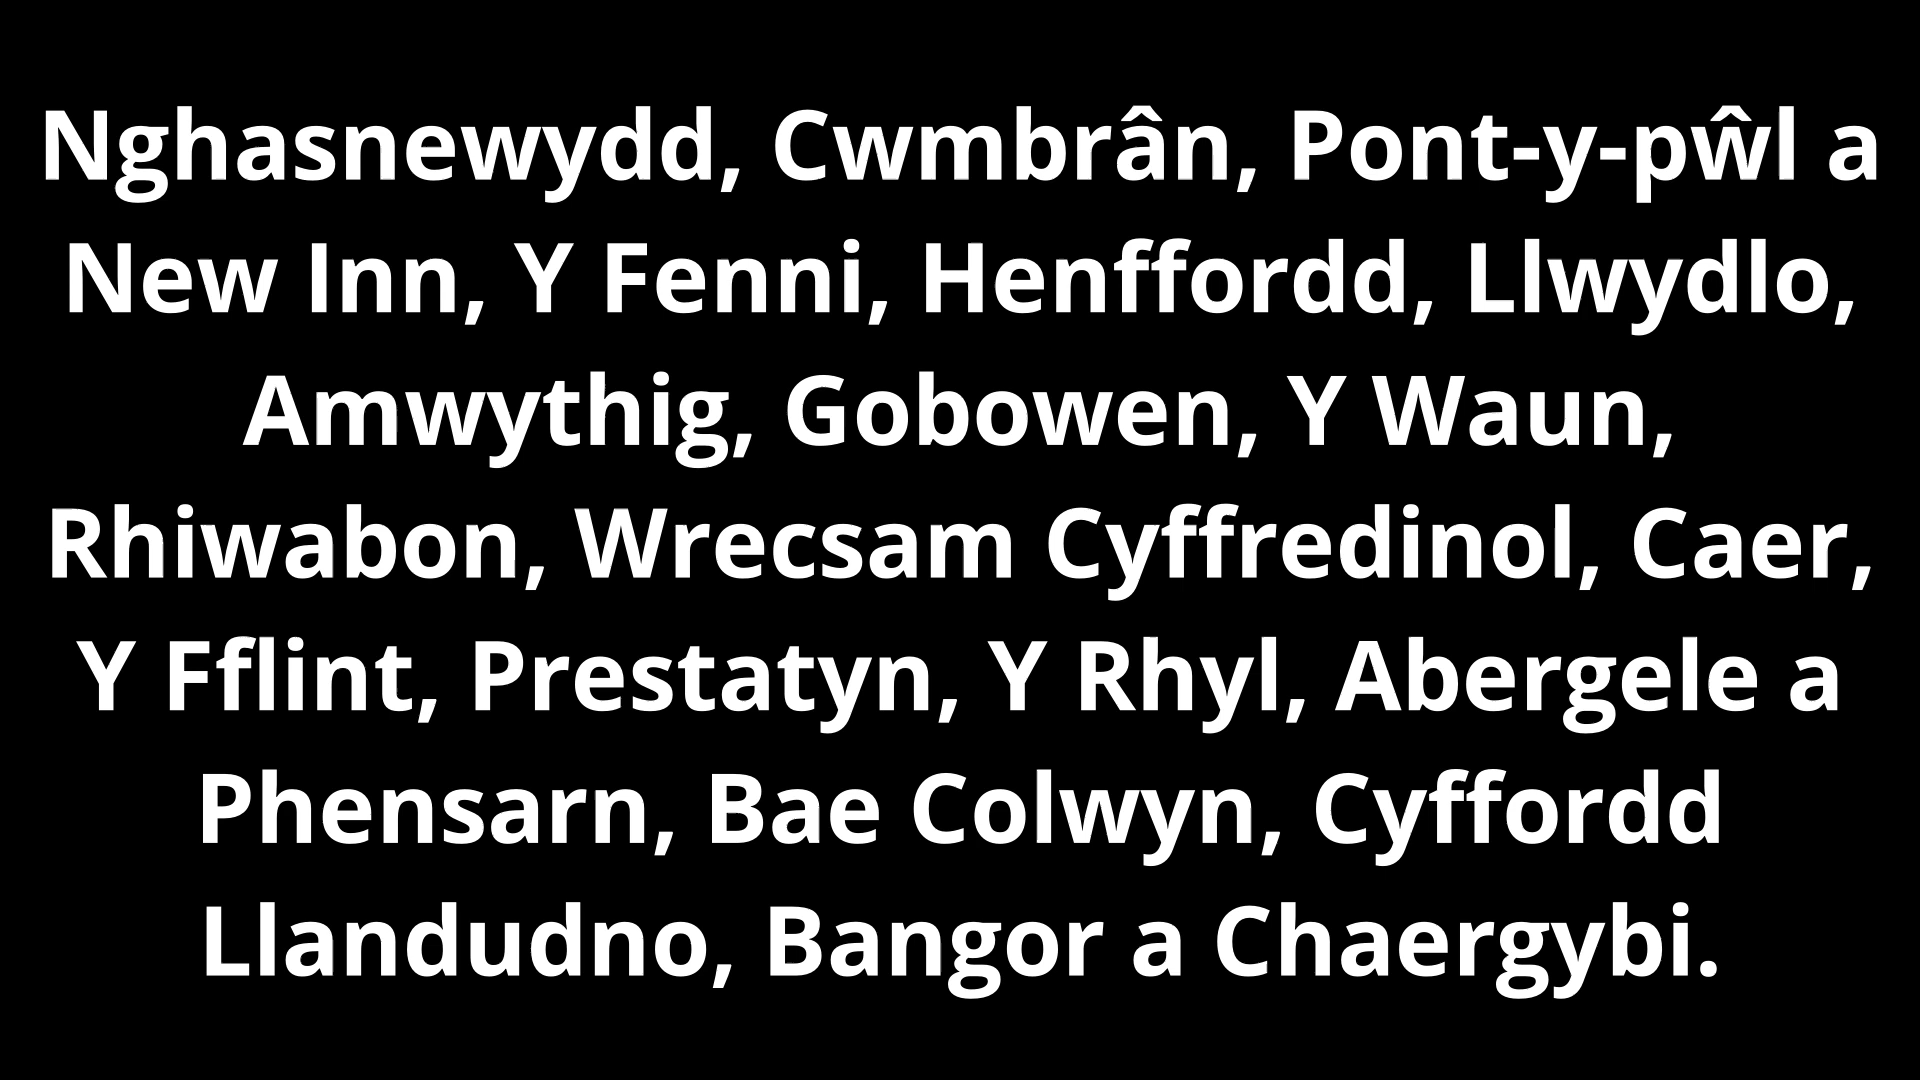 Nghasnewydd, Cwmbrân, Pont-y-pŵl a
New Inn, Y Fenni, Henffordd, Llwydlo,
Amwythig, Gobowen, Y Waun,
Rhiwabon, Wrecsam Cyffredinol, Caer,
Y Fflint, Prestatyn, Y Rhyl, Abergele a
Phensarn, Bae Colwyn, Cyffordd
Llandudno, Bangor a Chaergybi.